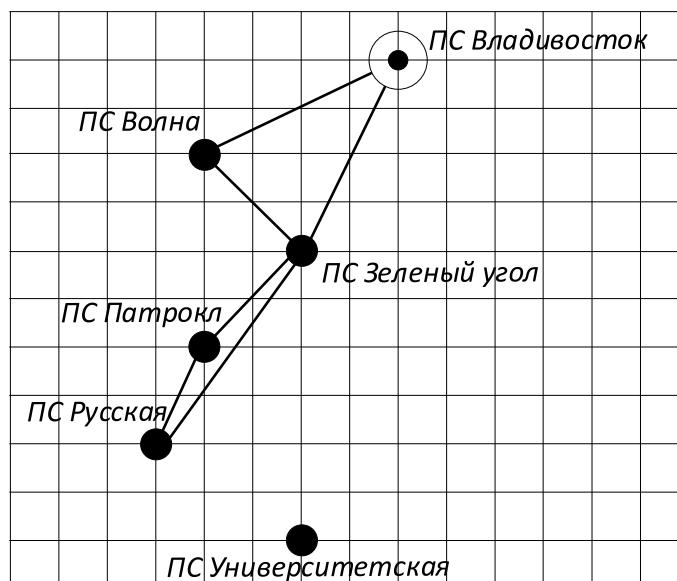 ПС Владивосток
ПС Волна
ПС Зеленый угол
ПС Патрокл
ПС Русская
ПС Университетская